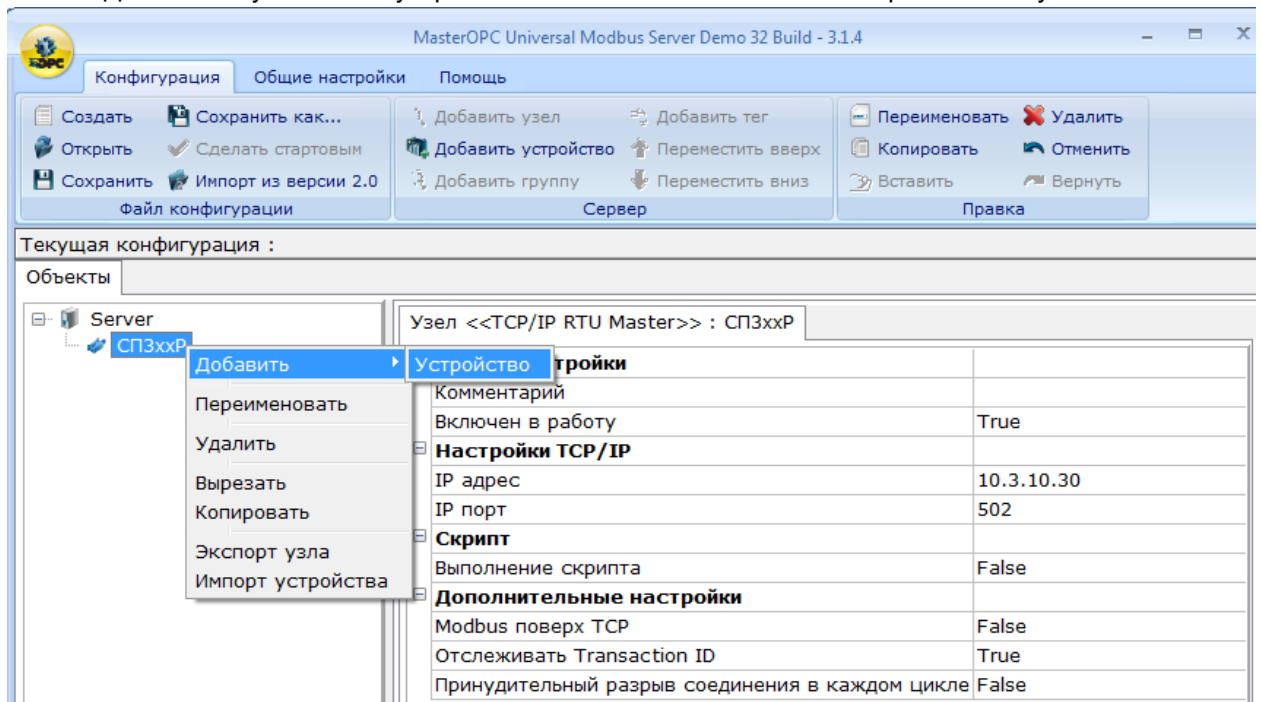 MasterOPC Universal Modbus Server Demo 32 Build - 3.1.4
Конфигурация Общие настройки Помощь
Создать Сохранить как... Добавить узел Добавить тег Переименовать Удалить
Открыть Сделать стартовым Добавить устройство Переместить вверх Копировать Отменить
Сохранить Импорт из версии 2.0 Добавить группу Переместить вниз Вставить Вернуть
Файл конфигурации Сервер Правка
Текущая конфигурация :
Объекты
Server
СП3xxР
Узел <<TCP/IP RTU Master>> : СП3xxР
Добавить
Устройство
Переименовать
Удалить
Вырезать
Копировать
Экспорт узла
Импорт устройства
тройки
Комментарий
Включен в работу True
Настройки TCP/IP
IP адрес 10.3.10.30
IP порт 502
Скрипт
Выполнение скрипта False
Дополнительные настройки
Modbus поверх TCP False
Отслеживать Transaction ID True
Принудительный разрыв соединения в каждом цикле False